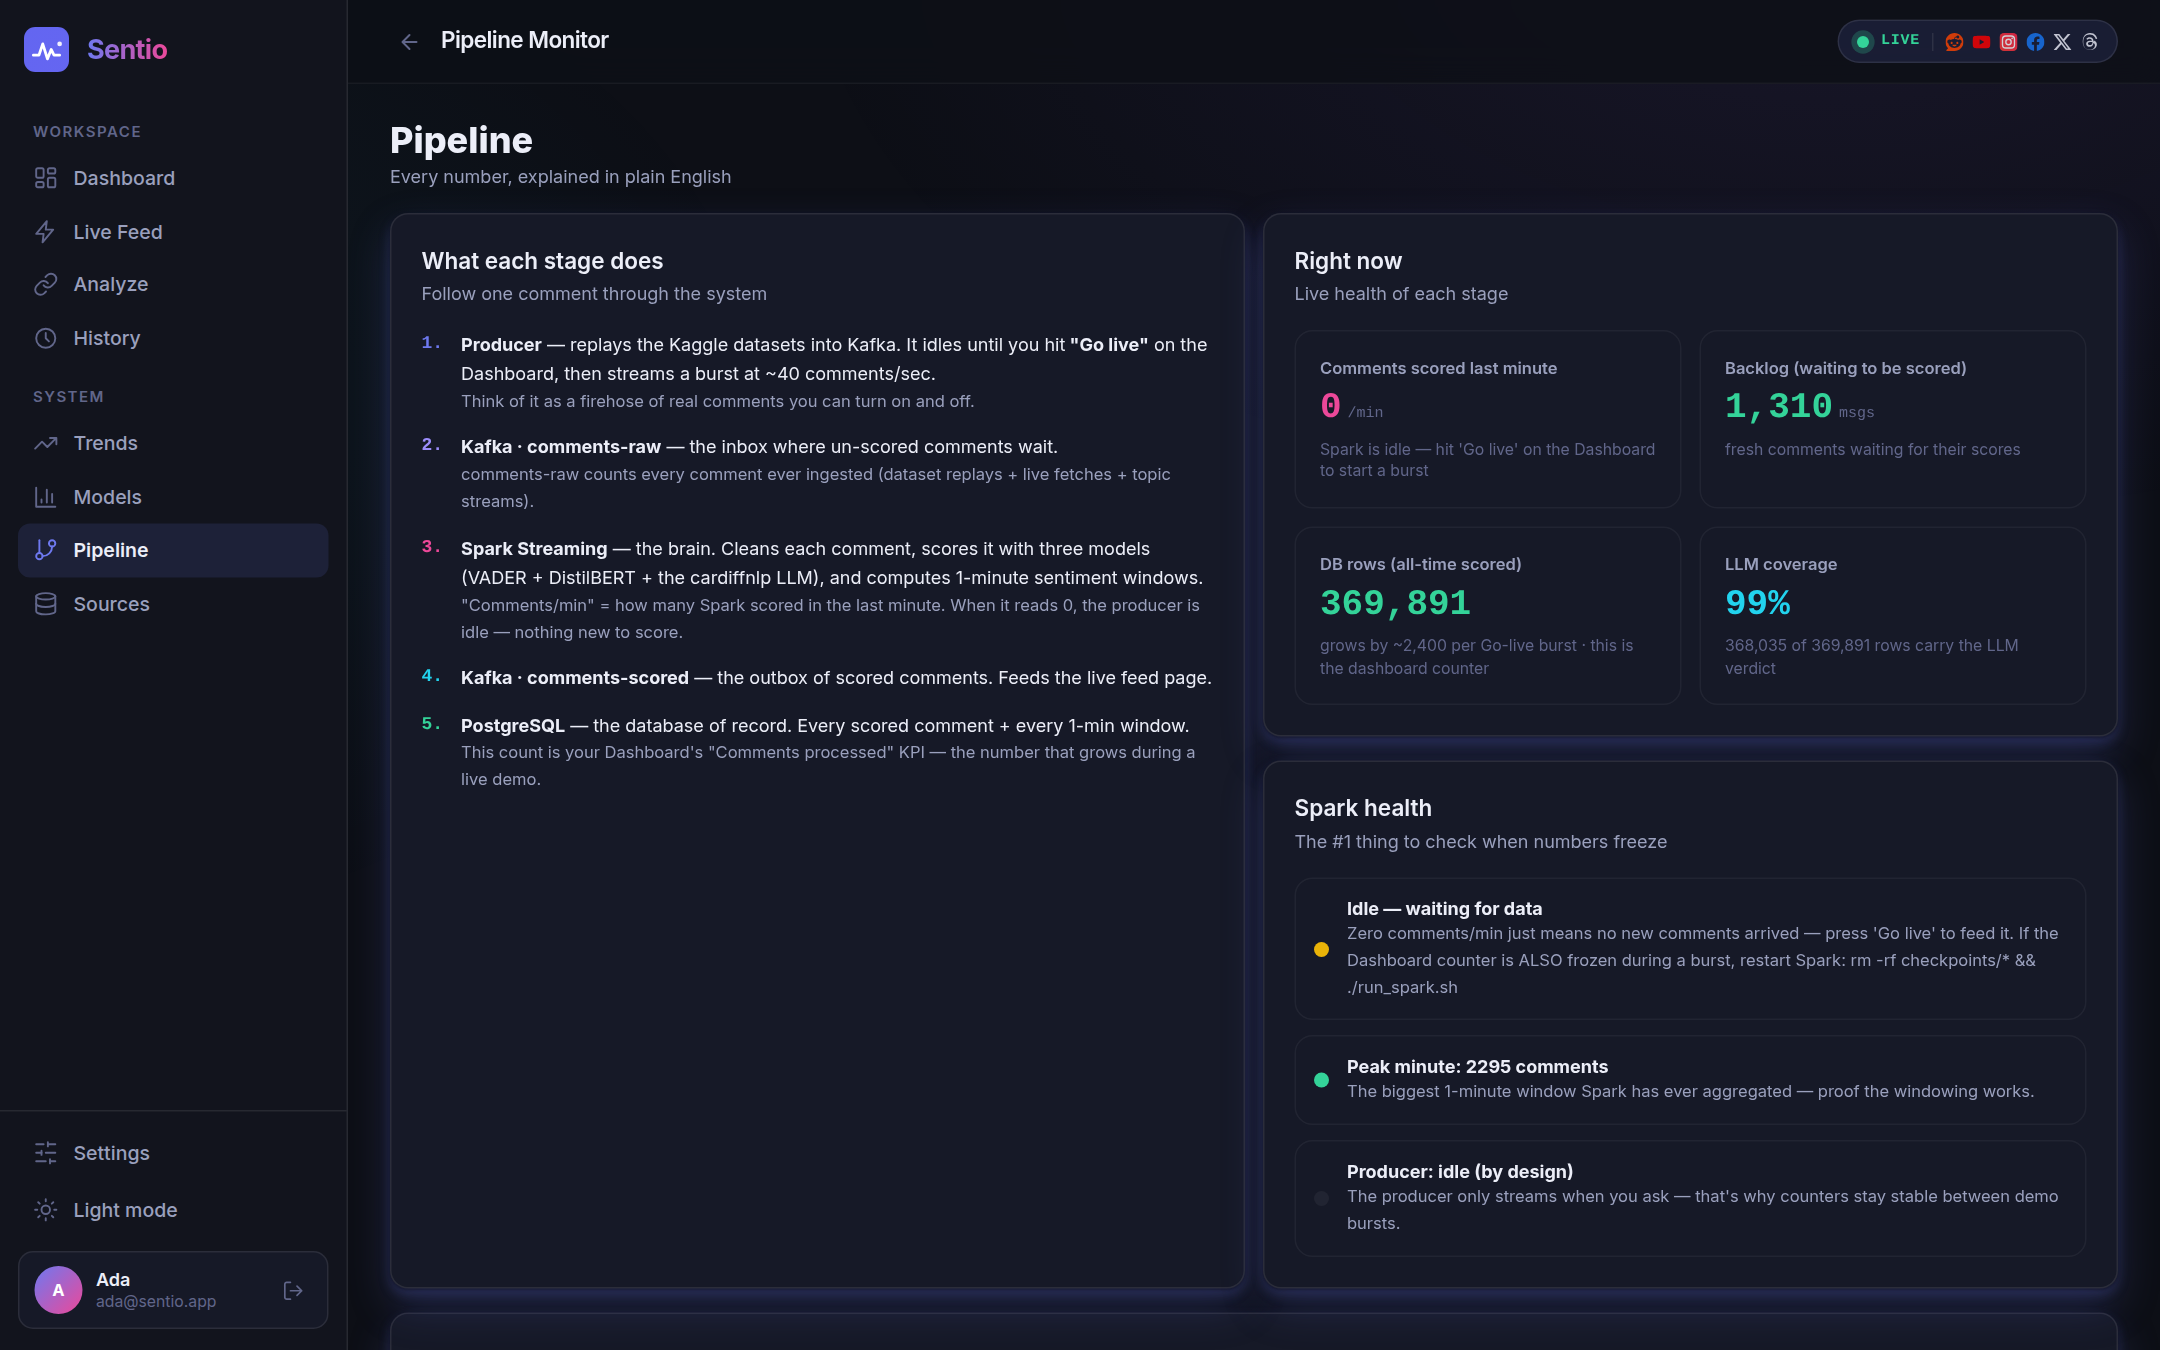 Sentio
WORKSPACE
Dashboard
Live Feed
Analyze
History
SYSTEM
Trends
Models
Pipeline
Sources
Settings
Light mode
A
Ada
ada@sentio.app
Pipeline Monitor
LIVE
Pipeline
Every number, explained in plain English
What each stage does
Follow one comment through the system
1. Producer — replays the Kaggle datasets into Kafka. It idles until you hit "Go live" on the
Dashboard, then streams a burst at ~40 comments/sec.
Think of it as a firehose of real comments you can turn on and off.
2. Kafka · comments-raw — the inbox where un-scored comments wait.
comments-raw counts every comment ever ingested (dataset replays + live fetches + topic
streams).
3. Spark Streaming — the brain. Cleans each comment, scores it with three models
(VADER + DistilBERT + the cardiffnlp LLM), and computes 1-minute sentiment windows.
"Comments/min" = how many Spark scored in the last minute. When it reads 0, the producer is
idle — nothing new to score.
4. Kafka · comments-scored — the outbox of scored comments. Feeds the live feed page.
5. PostgreSQL — the database of record. Every scored comment + every 1-min window.
This count is your Dashboard's "Comments processed" KPI — the number that grows during a
live demo.
Right now
Live health of each stage
Comments scored last minute
0 /min
Spark is idle — hit 'Go live' on the Dashboard
to start a burst
Backlog (waiting to be scored)
1,310 msgs
fresh comments waiting for their scores
DB rows (all-time scored)
369,891
grows by ~2,400 per Go-live burst · this is
the dashboard counter
LLM coverage
99%
368,035 of 369,891 rows carry the LLM
verdict
Spark health
The #1 thing to check when numbers freeze
Idle — waiting for data
Zero comments/min just means no new comments arrived — press 'Go live' to feed it. If the
Dashboard counter is ALSO frozen during a burst, restart Spark: rm -rf checkpoints/* &&
./run_spark.sh
Peak minute: 2295 comments
The biggest 1-minute window Spark has ever aggregated — proof the windowing works.
Producer: idle (by design)
The producer only streams when you ask — that's why counters stay stable between demo
bursts.